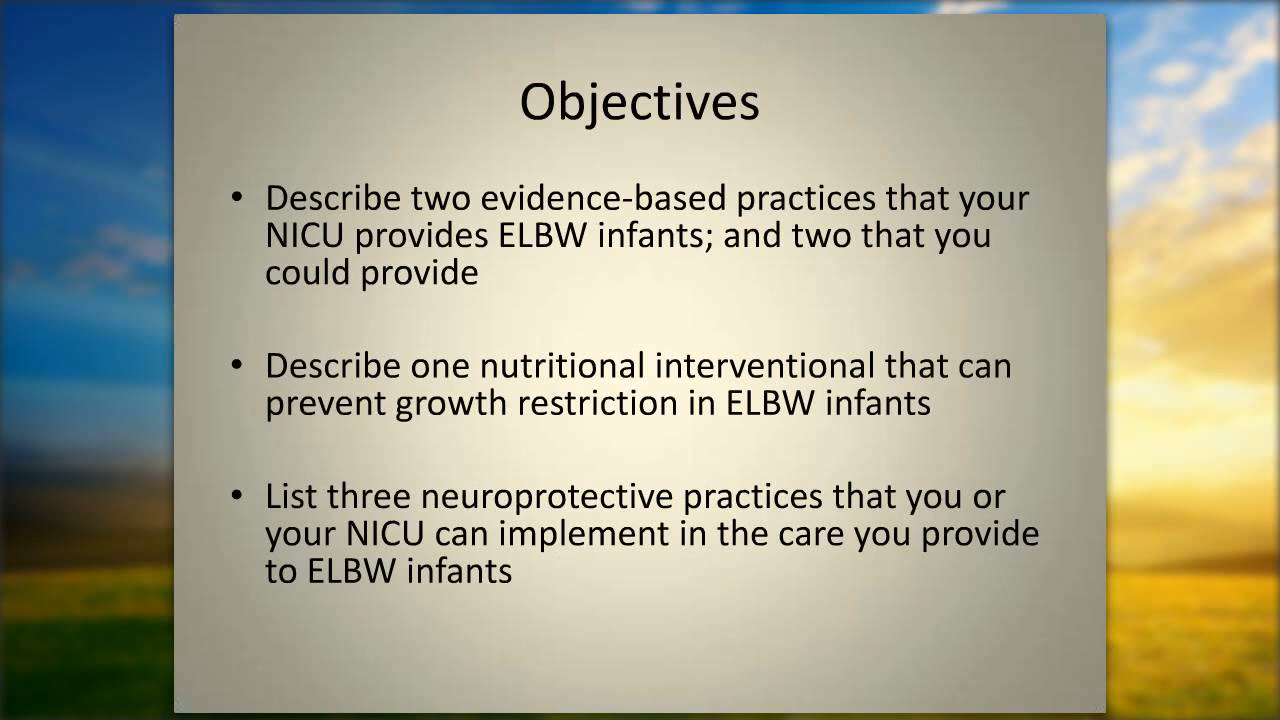 Objectives
• Describe two evidence-based practices that your
NICU provides ELBW infants; and two that you
could provide
• Describe one nutritional interventional that can
prevent growth restriction in ELBW infants
• List three neuroprotective practices that you or
your NICU can implement in the care you provide
to ELBW infants